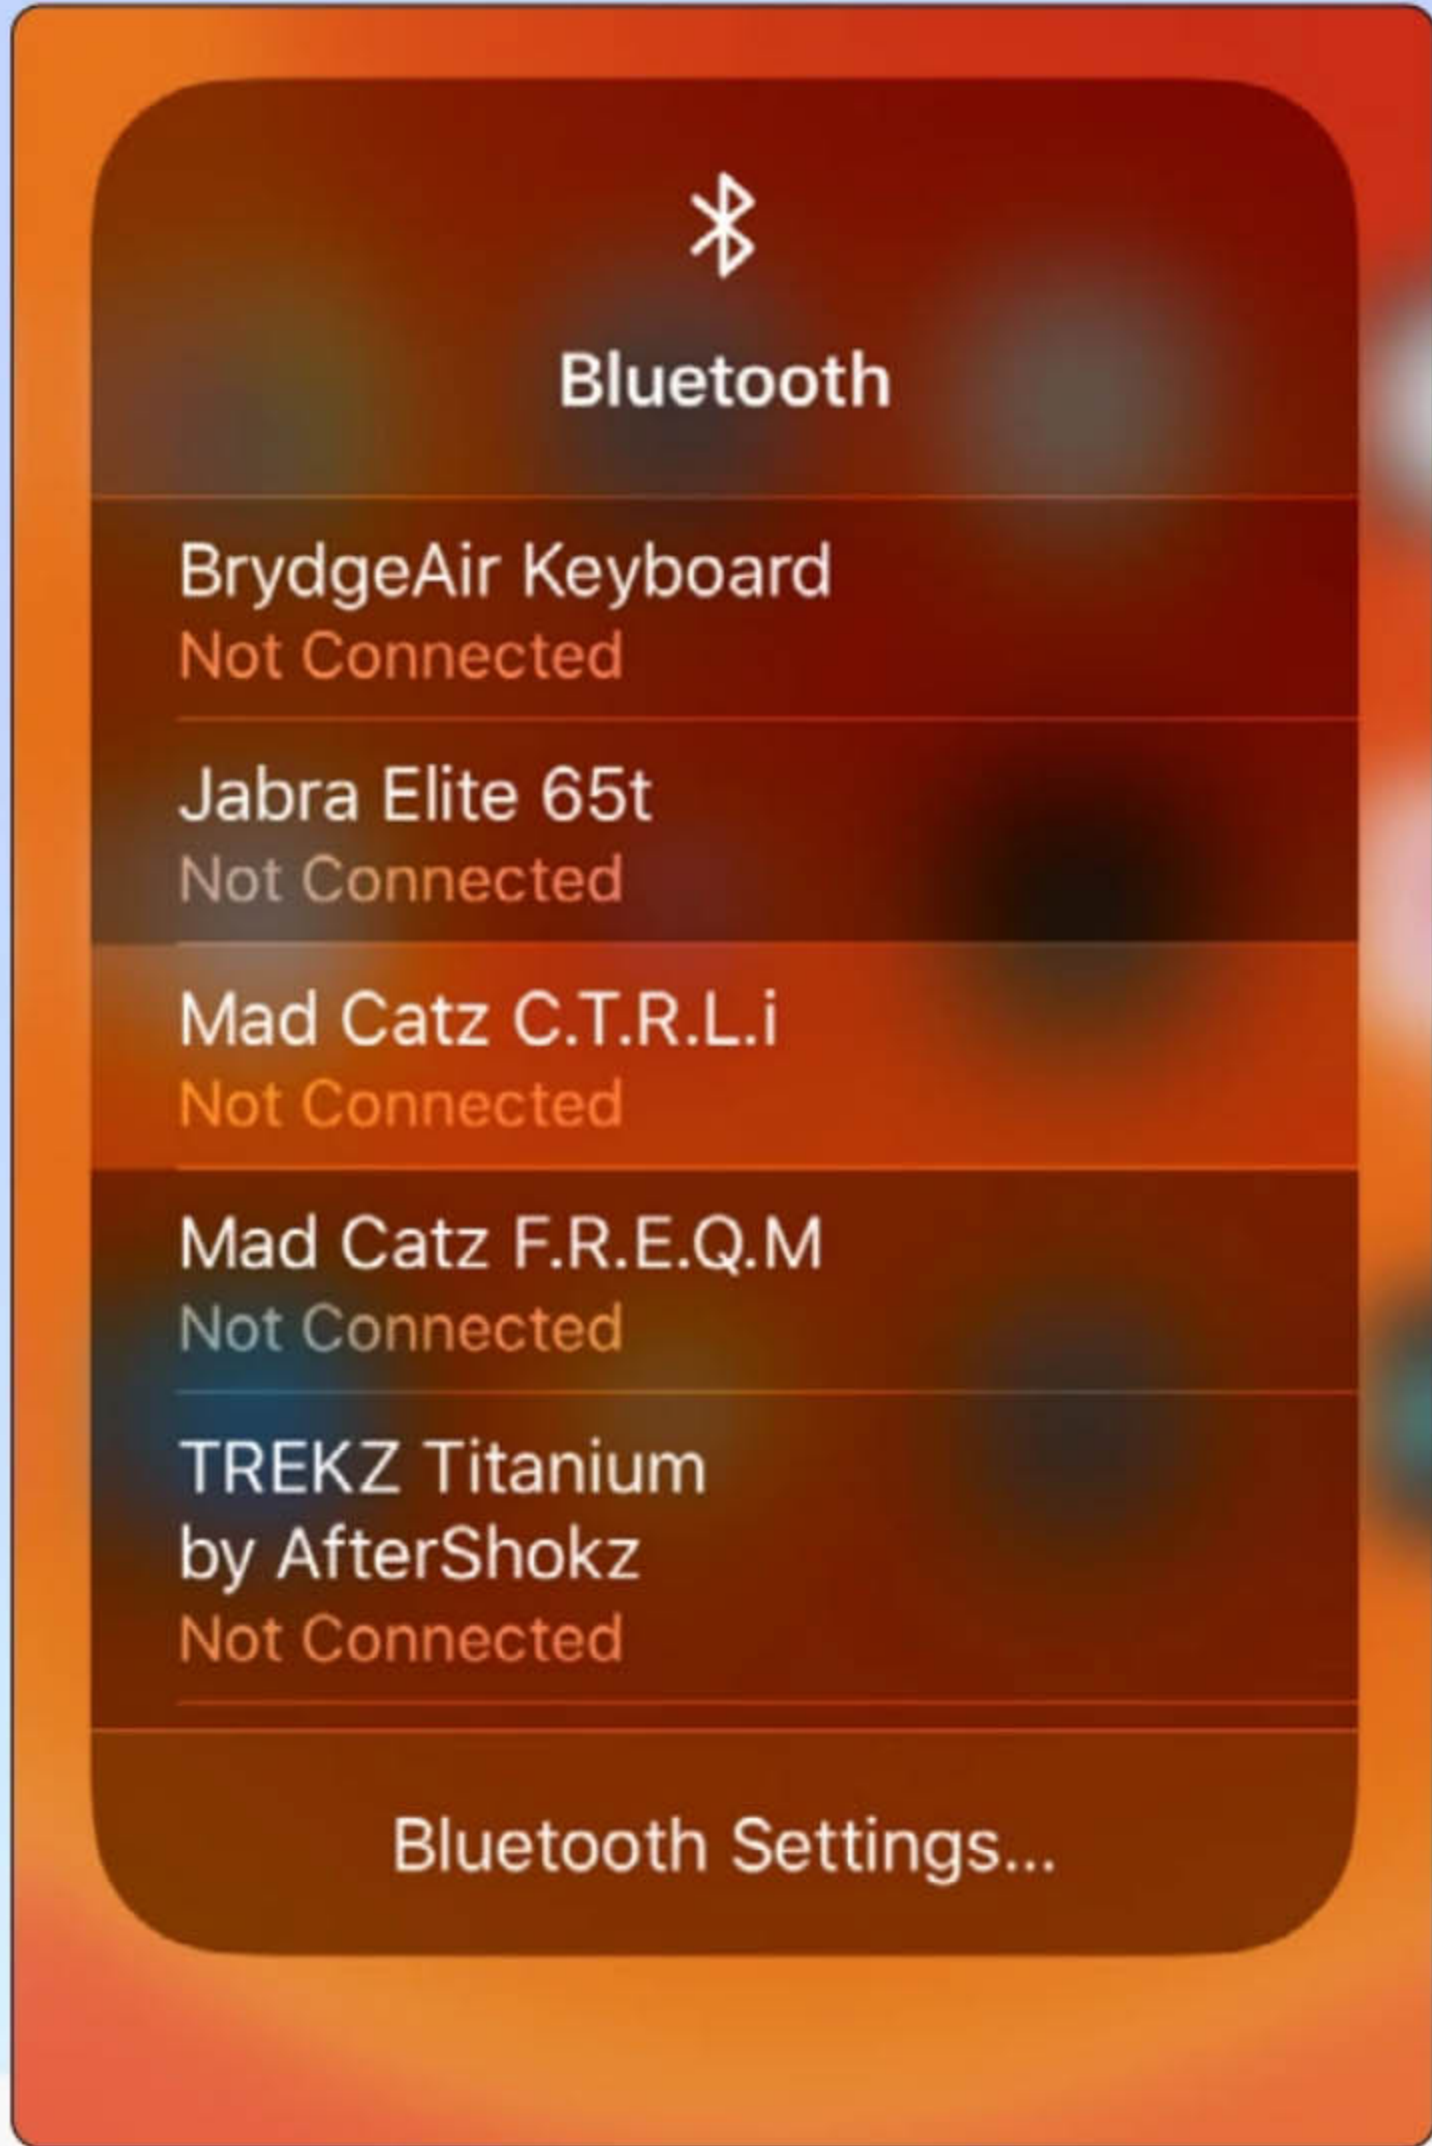 Bluetooth
BrydgeAir Keyboard
Not Connected
Jabra Elite 65t
Not Connected
Mad Catz C.T.R.L.i
Not Connected
Mad Catz F.R.E.Q.M
Not Connected
TREKZ Titanium
by AfterShokz
Not Connected
Bluetooth Settings...